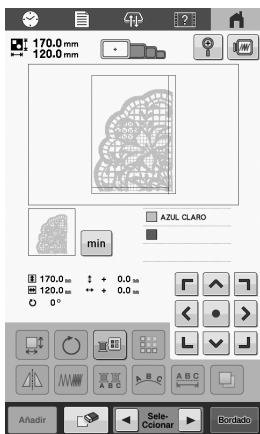 170.0 mm
120.0 mm
AZUL CLARO
min
170.0 mm + 0.0 mm
120.0 mm + 0.0 mm
0°
A B C A B C A B C
Añadir Sele-
Ccionar Bordado